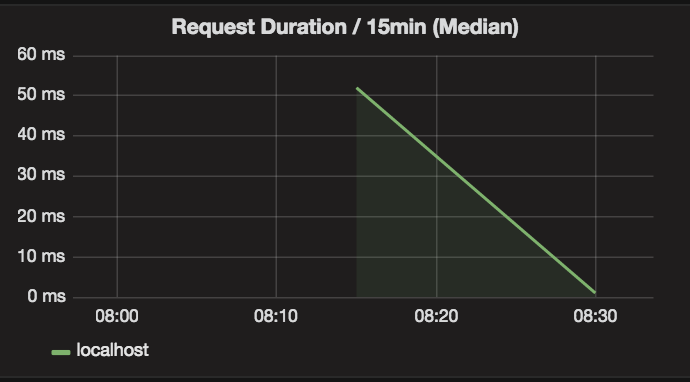 Request Duration / 15min (Median)
60 ms
50 ms
40 ms
30 ms
20 ms
10 ms
0 ms
08:00 08:10 08:20 08:30
localhost